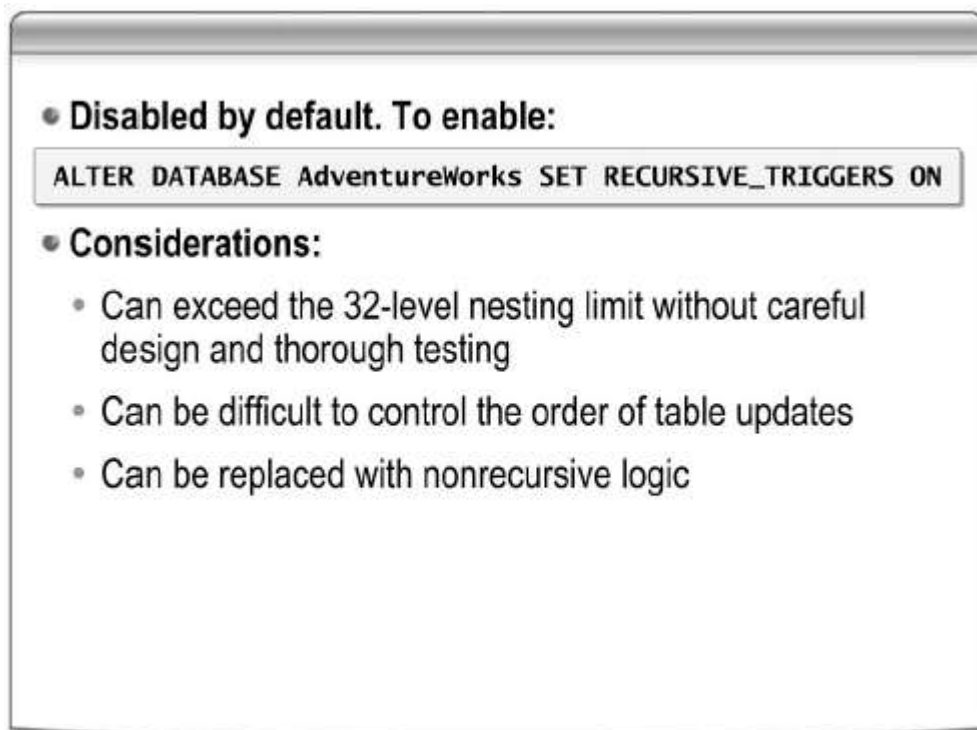 Disabled by default. To enable:
ALTER DATABASE AdventureWorks SET RECURSIVE_TRIGGERS ON
Considerations:
Can exceed the 32-level nesting limit without careful
design and thorough testing
Can be difficult to control the order of table updates
Can be replaced with nonrecursive logic